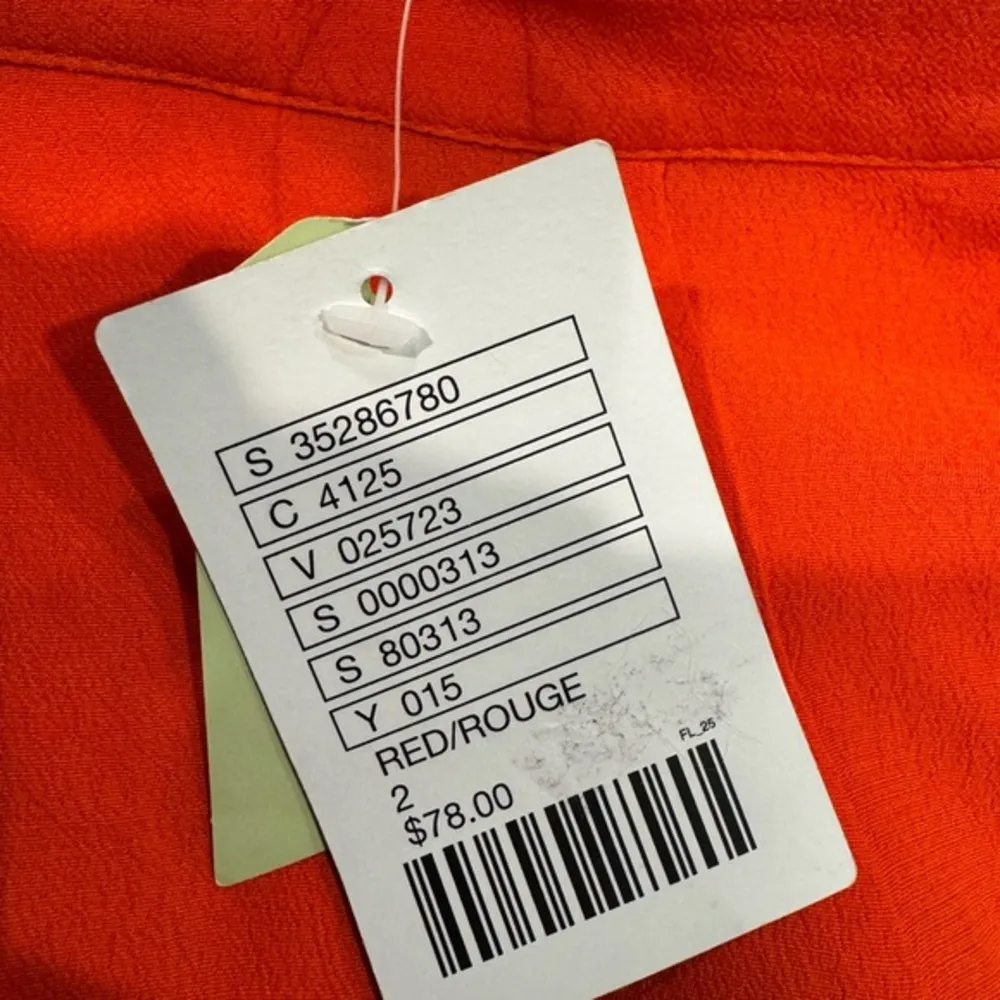 S 35286780
C 4125
V 025723
S 0000313
S 80313
Y 015
RED/ROUGE
FL_25
2
$78.00